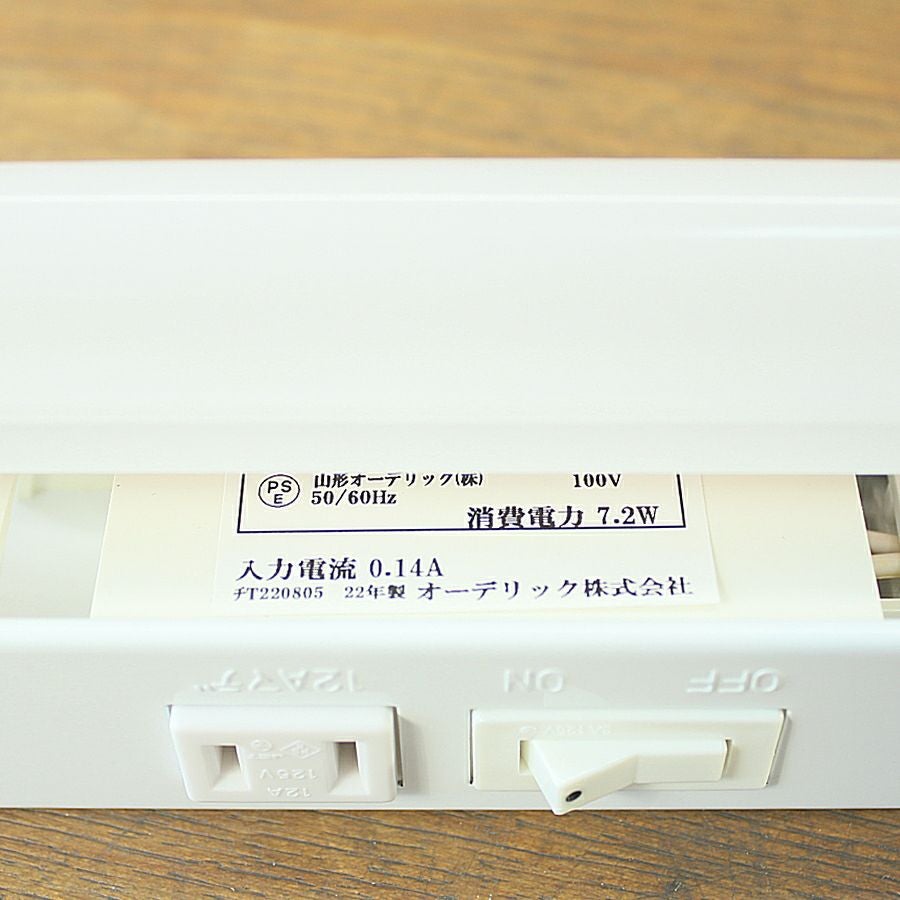 PS
E
山形オーデリック(株) 100V
50/60Hz
消費電力 7.2W
入力電流 0.14A
チT220805 22年製 オーデリック株式会社
12Aマデ ON OFF
125V
12A